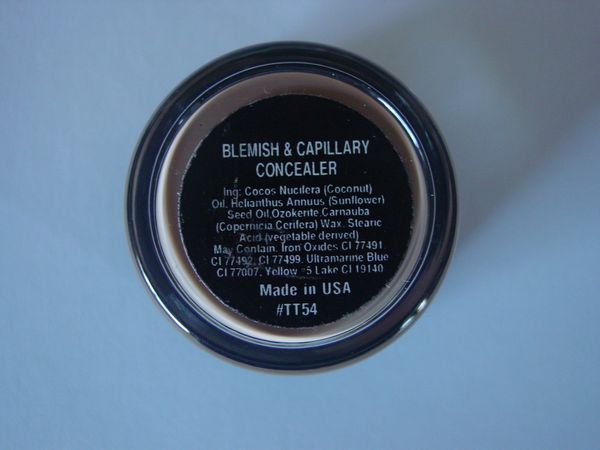 BLEMISH & CAPILLARY
CONCEALER
Ing: Cocos Nucifera (Coconut)
Oil, Helianthus Annuus (Sunflower)
Seed Oil,Ozokerite,Carnauba
(Copernicia Cerifera) Wax. Stearic
Acid (vegetable derived)
May Contain. Iron Oxides CI 77491,
CI 77492, CI 77499. Ultramarine Blue
CI 77007. Yellow #5 Lake CI 19140
Made in USA
#TT54